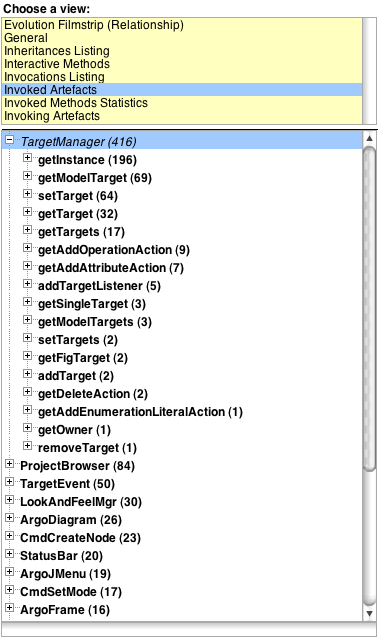 Choose a view:
Evolution Filmstrip (Relationship)
General
Inheritances Listing
Interactive Methods
Invocations Listing
Invoked Artefacts
Invoked Methods Statistics
Invoking Artefacts
TargetManager (416)
getInstance (196)
getModelTarget (69)
setTarget (64)
getTarget (32)
getTargets (17)
getAddOperationAction (9)
getAddAttributeAction (7)
addTargetListener (5)
getSingleTarget (3)
getModelTargets (3)
setTargets (2)
getFigTarget (2)
addTarget (2)
getDeleteAction (2)
getAddEnumerationLiteralAction (1)
getOwner (1)
removeTarget (1)
ProjectBrowser (84)
TargetEvent (50)
LookAndFeelMgr (30)
ArgoDiagram (26)
CmdCreateNode (23)
StatusBar (20)
ArgoJMenu (19)
CmdSetMode (17)
ArgoFrame (16)